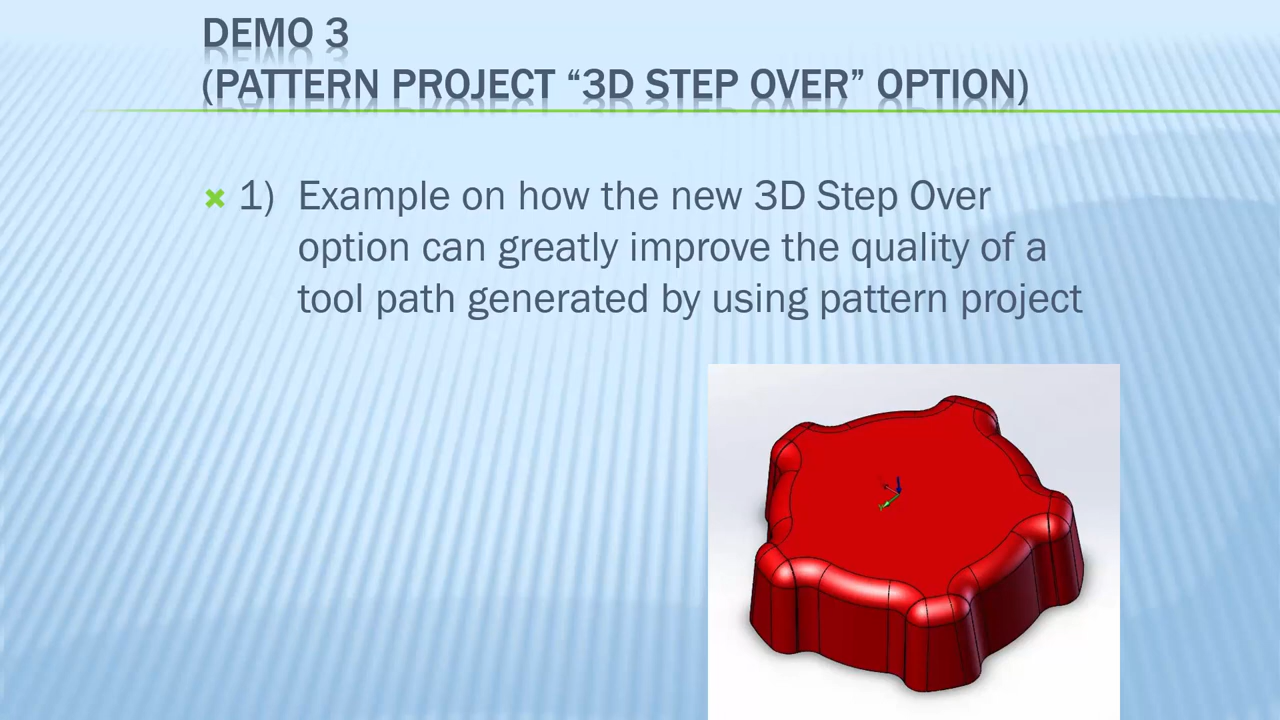 DEMO 3
(PATTERN PROJECT “3D STEP OVER” OPTION)
1) Example on how the new 3D Step Over
option can greatly improve the quality of a
tool path generated by using pattern project